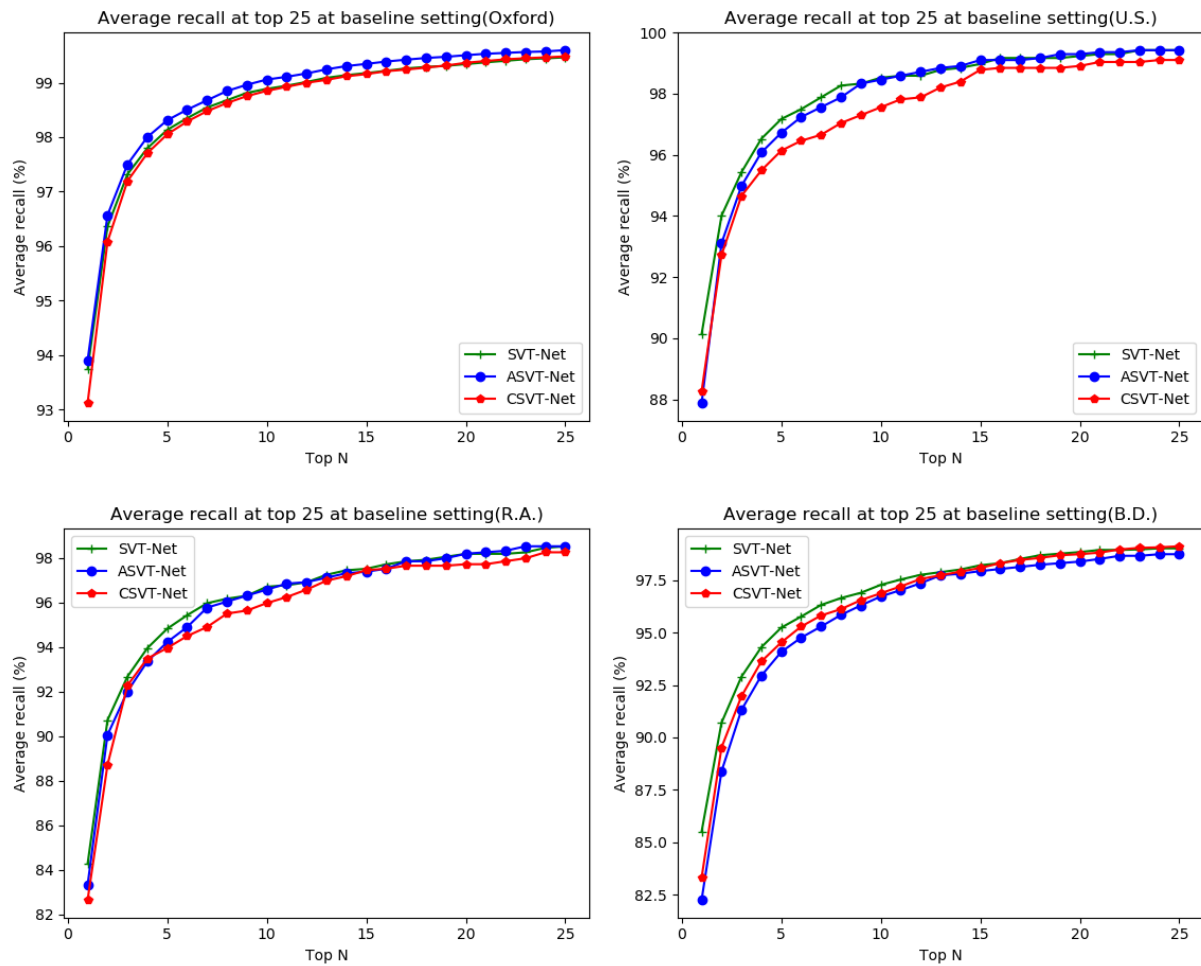 Average recall at top 25 at baseline setting(Oxford)
99
98
97
96
95
94
93
Average recall (%)
SVT-Net
ASVT-Net
CSVT-Net
0 5 10 15 20 25
Top N
Average recall at top 25 at baseline setting(U.S.)
100
98
96
94
92
90
88
Average recall (%)
SVT-Net
ASVT-Net
CSVT-Net
0 5 10 15 20 25
Top N
Average recall at top 25 at baseline setting(R.A.)
98
96
94
92
90
88
86
84
82
Average recall (%)
SVT-Net
ASVT-Net
CSVT-Net
0 5 10 15 20 25
Top N
Average recall at top 25 at baseline setting(B.D.)
97.5
95.0
92.5
90.0
87.5
85.0
82.5
Average recall (%)
SVT-Net
ASVT-Net
CSVT-Net
0 5 10 15 20 25
Top N